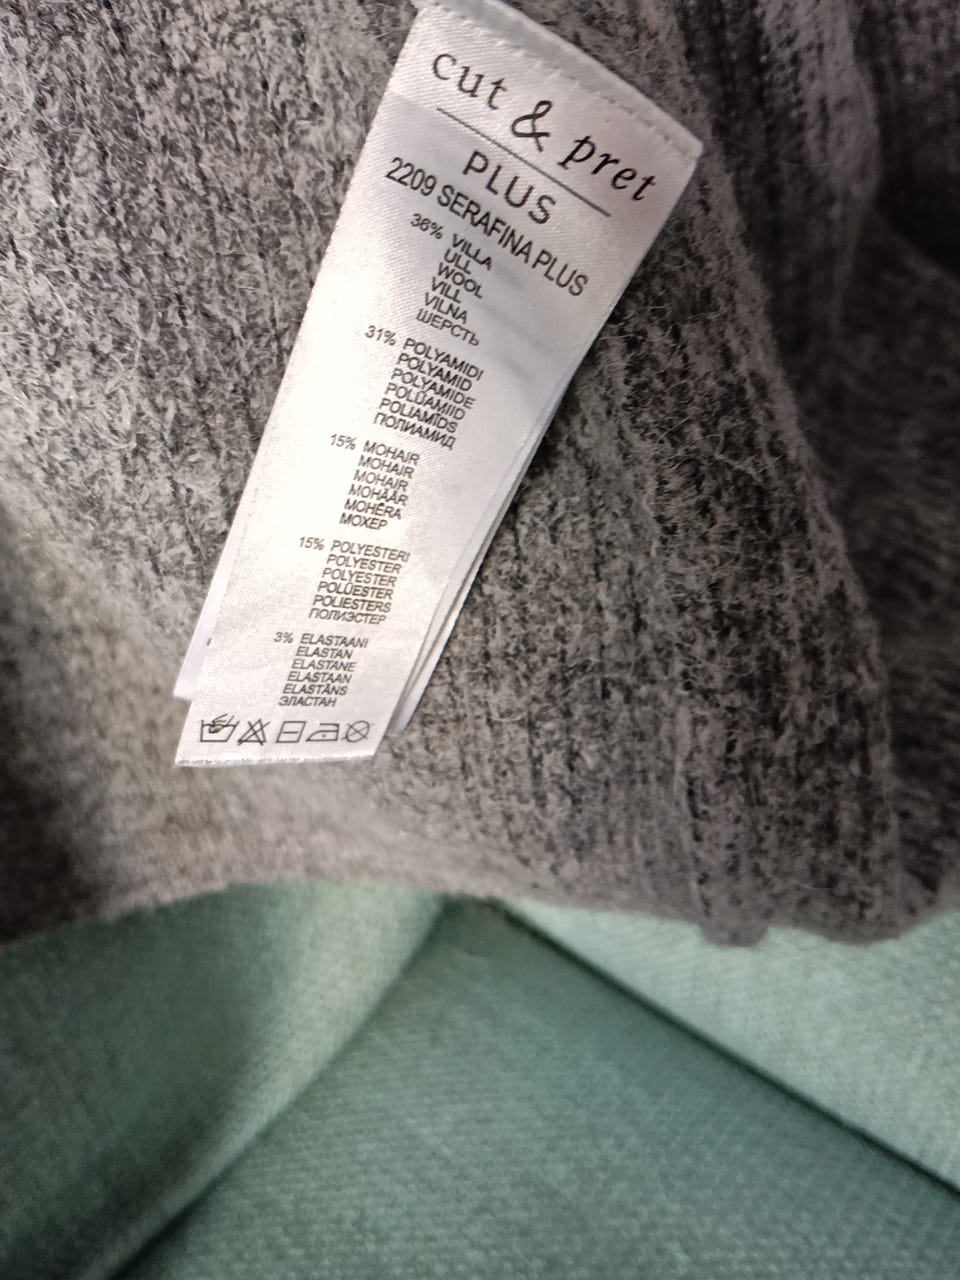 cut & pret
PLUS
2209 SERAFINA PLUS
36% VILLA
ULL
WOOL
VILL
VILNA
ШЕРСТЬ
31% POLYAMIDI
POLYAMID
POLYAMIDE
POLÜAMIID
POLIAMĪDS
ПОЛИАМИД
15% MOHAIR
MOHAIR
MOHAIR
MOHÄÄR
MOHĒRA
МОХЕР
15% POLYESTERI
POLYESTER
POLYESTER
POLÜESTER
POLIESTERS
ПОЛИЭСТЕР
3% ELASTAANI
ELASTAN
ELASTANE
ELASTAAN
ELASTĀNS
ЭЛАСТАН